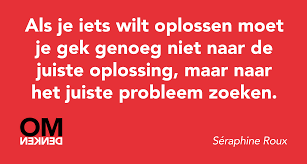 Als je iets wilt oplossen moet
je gek genoeg niet naar de
juiste oplossing, maar naar
het juiste probleem zoeken.
OM
DENKEN
Séraphine Roux